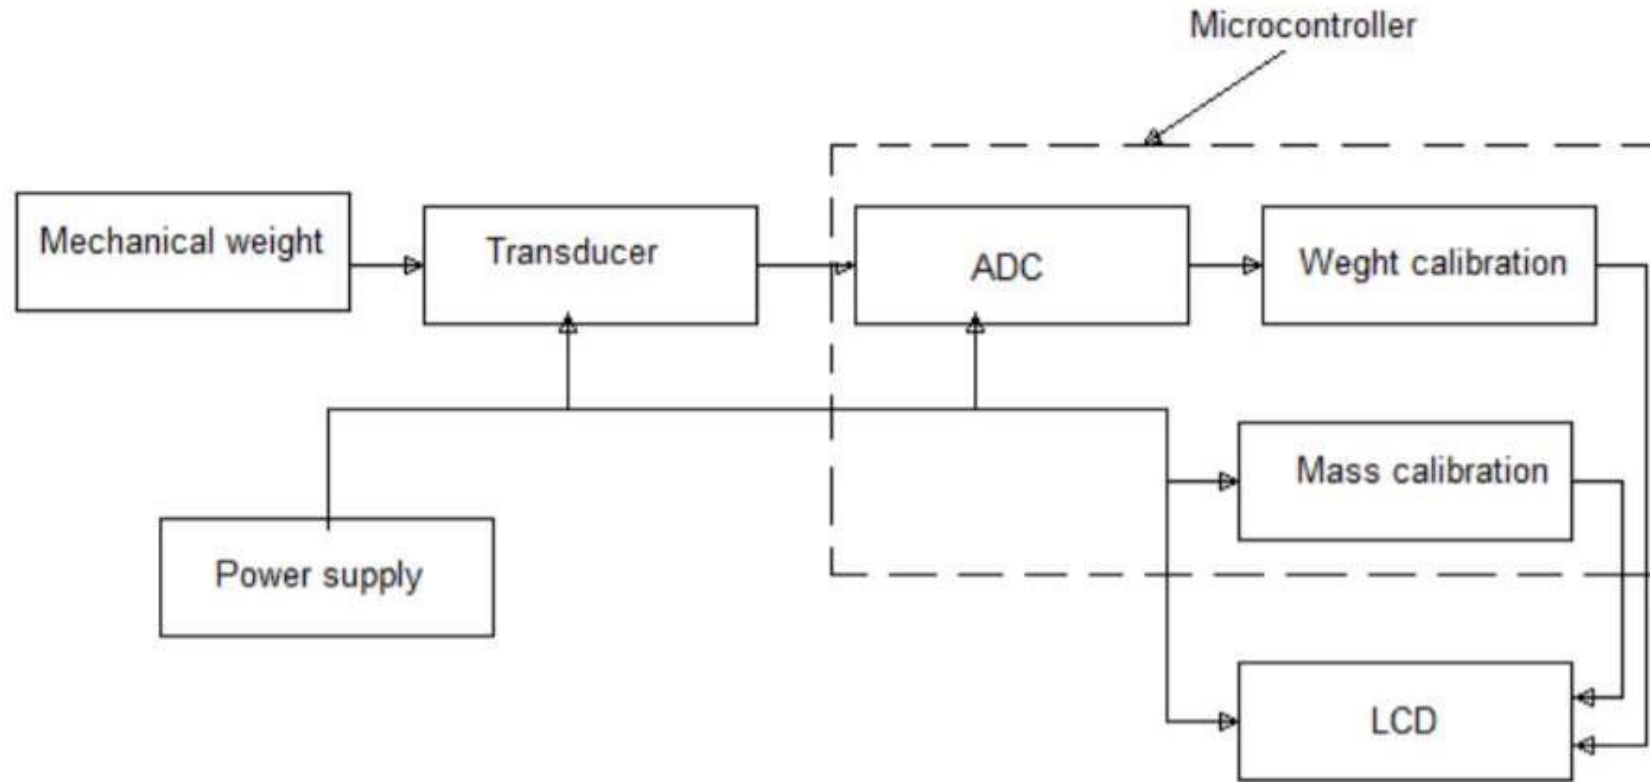 Microcontroller
Mechanical weight
Transducer
ADC
Weght calibration
Mass calibration
Power supply
LCD